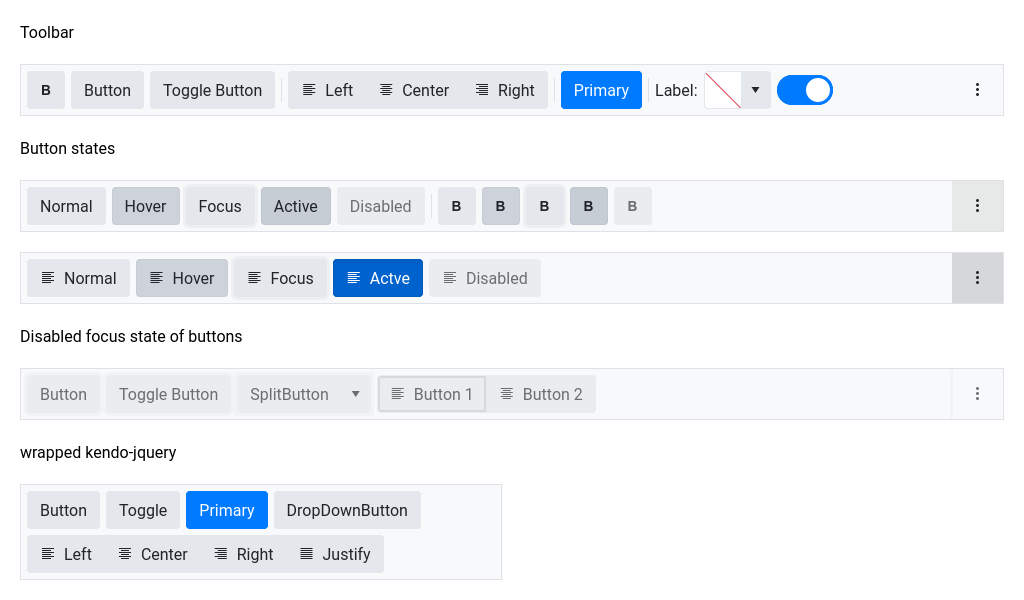 Toolbar
B Button Toggle Button Left Center Right Primary Label:
Button states
Normal Hover Focus Active Disabled B B B B B
Normal Hover Focus Actve Disabled
Disabled focus state of buttons
Button Toggle Button SplitButton Button 1 Button 2
wrapped kendo-jquery
Button Toggle Primary DropDownButton
Left Center Right Justify